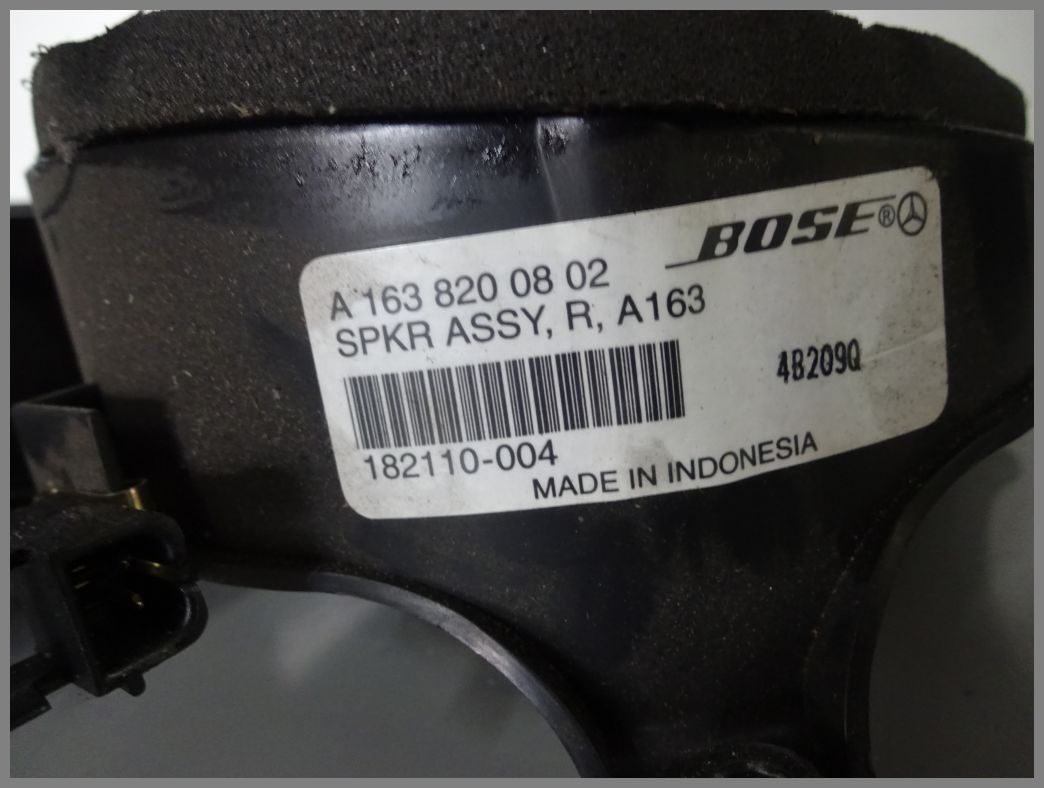 BOSE®
A 163 820 08 02
SPKR ASSY, R, A163
4B209Q
182110-004
MADE IN INDONESIA